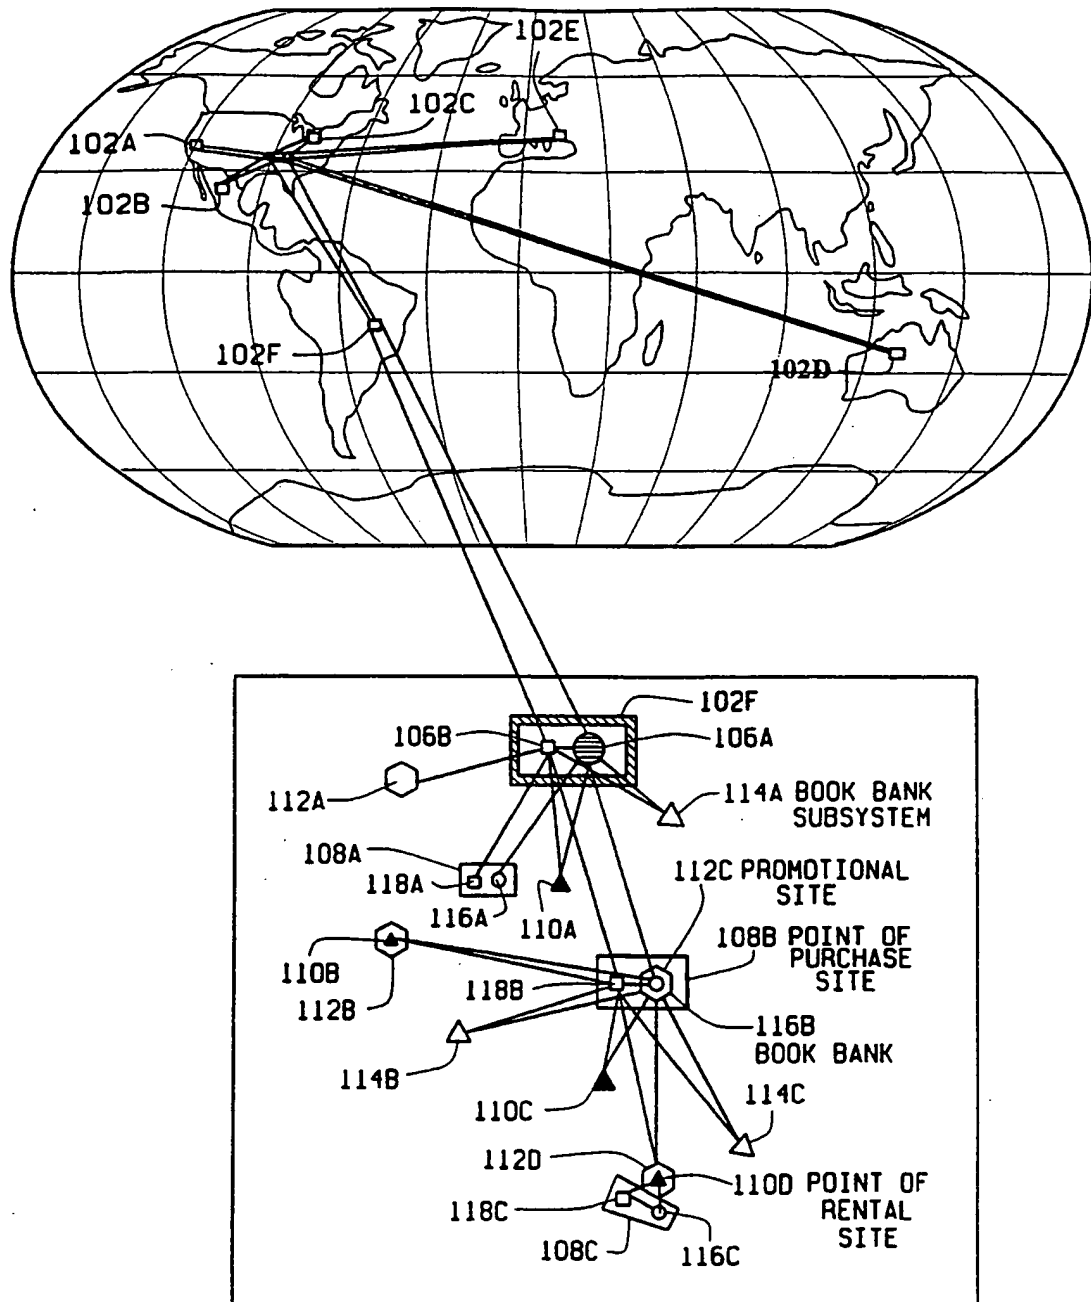 102E
102C
102A
102B
102F
102D
102F
106B
106A
112A
114A BOOK BANK
SUBSYSTEM
108A
118A
116A
110A
112C PROMOTIONAL
SITE
110B
112B
118B
108B POINT OF
PURCHASE
SITE
116B
BOOK BANK
114B
110C
114C
112D
110D POINT OF
RENTAL
SITE
118C
108C
116C